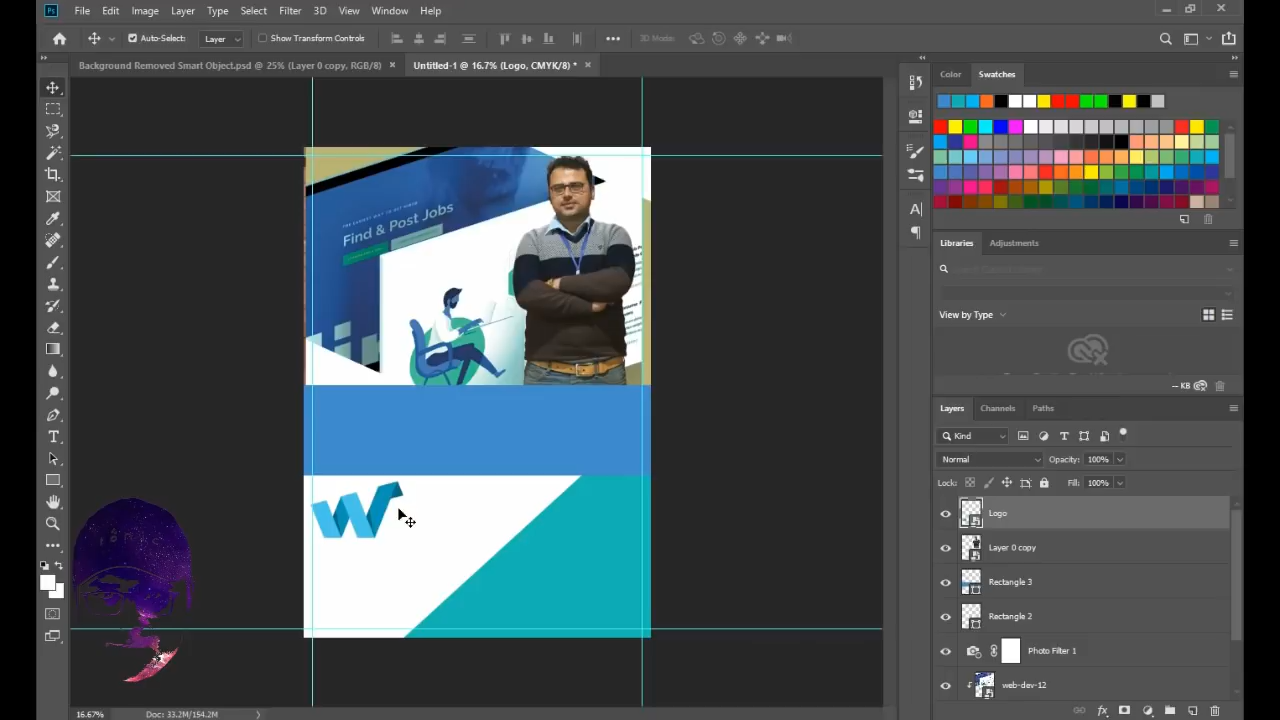 Ps File Edit Image Layer Type Select Filter 3D View Window Help
Auto-Select: Layer Show Transform Controls 3D Mode:
Background Removed Smart Object.psd @ 25% (Layer 0 copy, RGB/8) × Untitled-1 @ 16.7% (Logo, CMYK/8) * ×
Color Swatches
Find & Post Jobs
Libraries Adjustments
View by Type
– KB
Layers Channels Paths
Kind
Normal Opacity: 100%
Lock: Fill: 100%
Logo
Layer 0 copy
Rectangle 3
Rectangle 2
Photo Filter 1
web-dev-12
16.67% Doc: 33.2M/154.2M